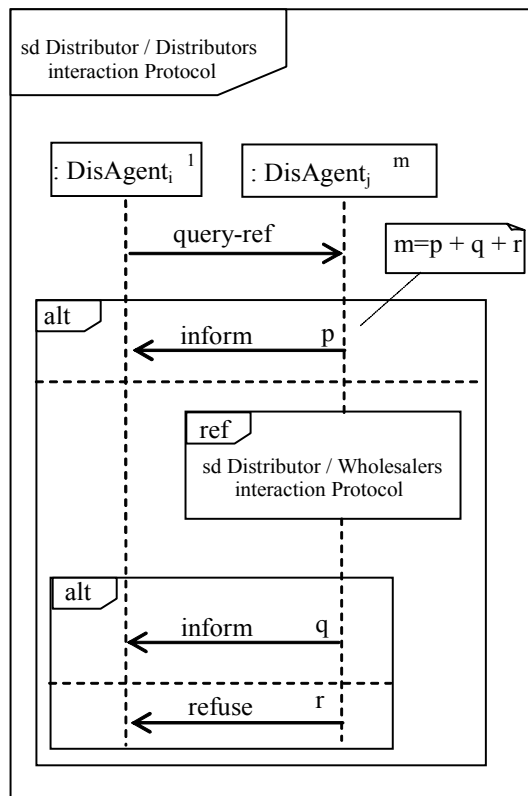 sd Distributor / Distributors
interaction Protocol
: DisAgentᵢ ¹
: DisAgentⱼ ᵐ
query-ref
m=p + q + r
alt
inform p
ref
sd Distributor / Wholesalers
interaction Protocol
alt
inform q
refuse r